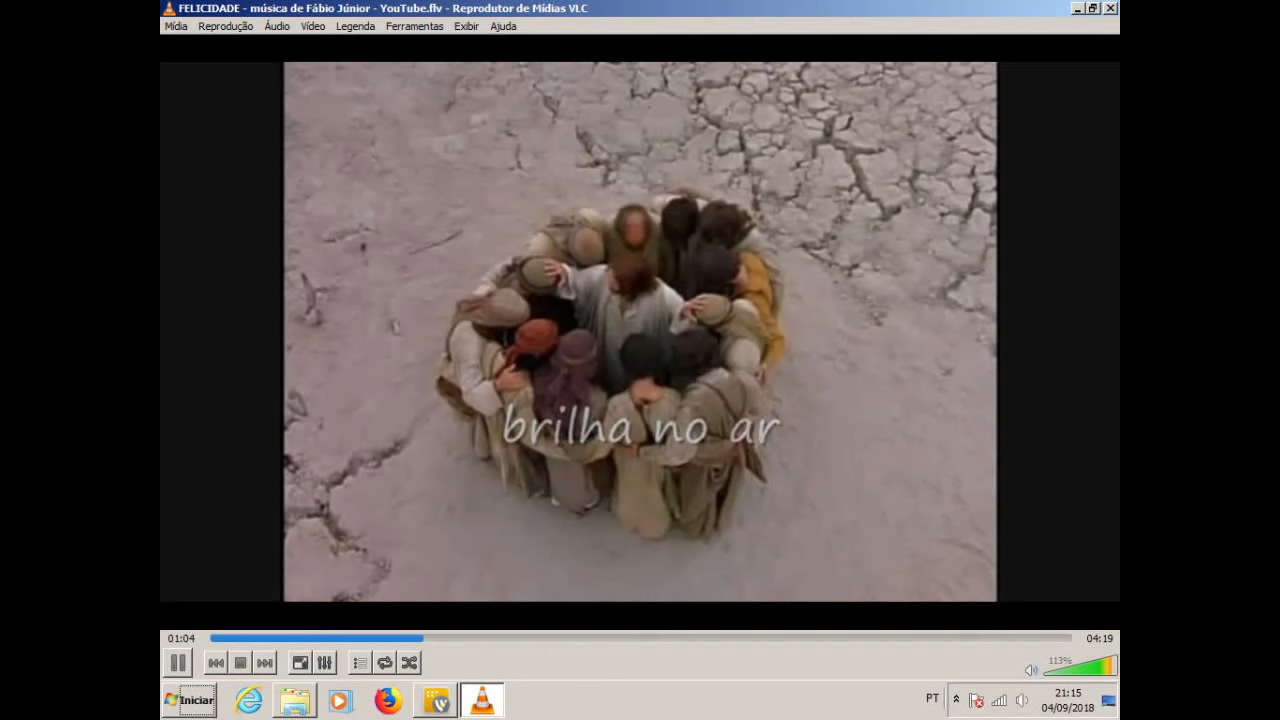 FELICIDADE - música de Fábio Júnior - YouTube.flv - Reprodutor de Mídias VLC
Mídia Reprodução Áudio Vídeo Legenda Ferramentas Exibir Ajuda
brilha no ar
01:04 04:19
113%
Iniciar PT 21:15
04/09/2018